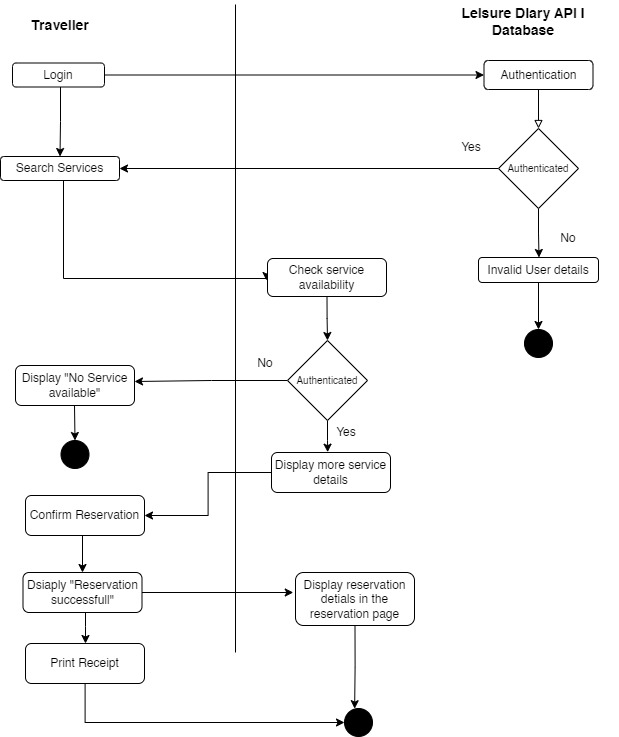 Traveller
Leisure Diary API I
Database
Login
Authentication
Yes
Search Services
Authenticated
No
Check service
availability
Invalid User details
No
Display "No Service
available"
Authenticated
Yes
Display more service
details
Confirm Reservation
Dsiaply "Reservation
successfull"
Display reservation
detials in the
reservation page
Print Receipt